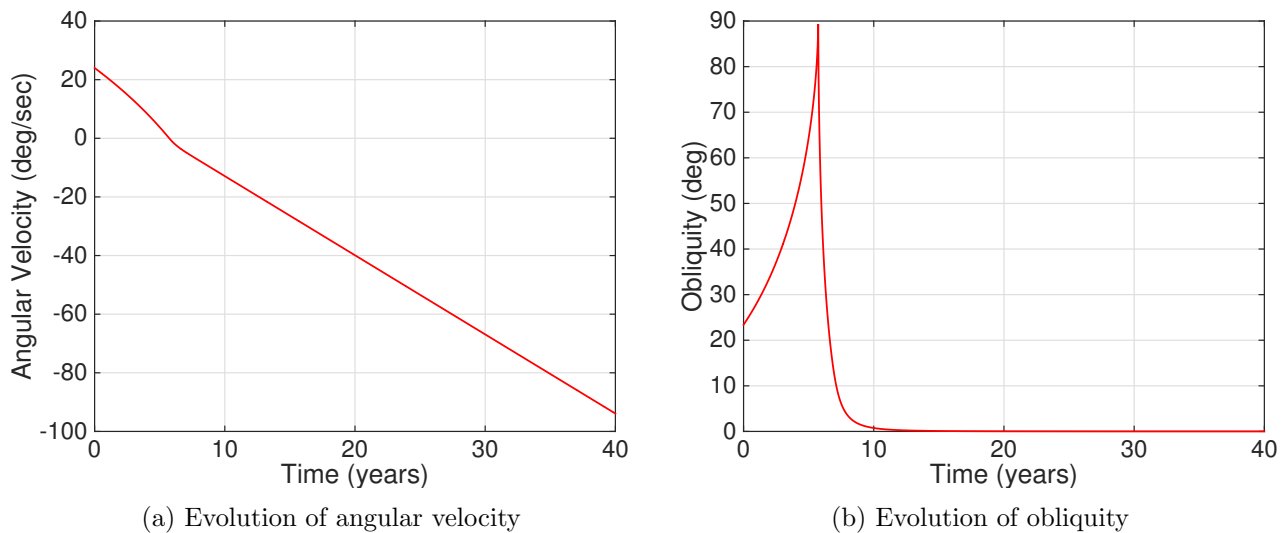 40
20
0
-20
-40
-60
-80
-100
Angular Velocity (deg/sec)
0 10 20 30 40
Time (years)
(a) Evolution of angular velocity
90
80
70
60
50
40
30
20
10
0
Obliquity (deg)
0 10 20 30 40
Time (years)
(b) Evolution of obliquity